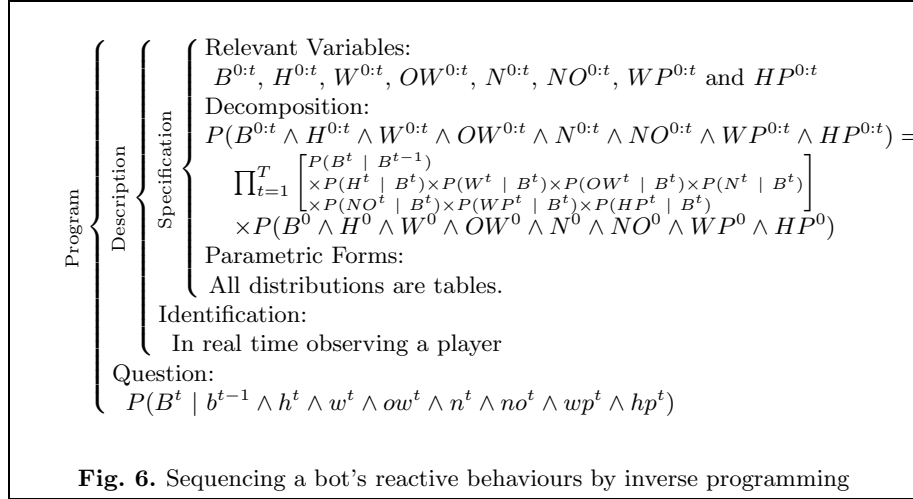 Program
Description
Specification
Relevant Variables:
B^{0:t}, H^{0:t}, W^{0:t}, OW^{0:t}, N^{0:t}, NO^{0:t}, WP^{0:t} and HP^{0:t}
Decomposition:
P(B^{0:t} ∧ H^{0:t} ∧ W^{0:t} ∧ OW^{0:t} ∧ N^{0:t} ∧ NO^{0:t} ∧ WP^{0:t} ∧ HP^{0:t}) =
∏_{t=1}^{T} [P(B^t | B^{t−1})
×P(H^t | B^t)×P(W^t | B^t)×P(OW^t | B^t)×P(N^t | B^t)
×P(NO^t | B^t)×P(WP^t | B^t)×P(HP^t | B^t)]
×P(B^0 ∧ H^0 ∧ W^0 ∧ OW^0 ∧ N^0 ∧ NO^0 ∧ WP^0 ∧ HP^0)
Parametric Forms:
All distributions are tables.
Identification:
In real time observing a player
Question:
P(B^t | b^{t−1} ∧ h^t ∧ w^t ∧ ow^t ∧ n^t ∧ no^t ∧ wp^t ∧ hp^t)
Fig. 6. Sequencing a bot's reactive behaviours by inverse programming